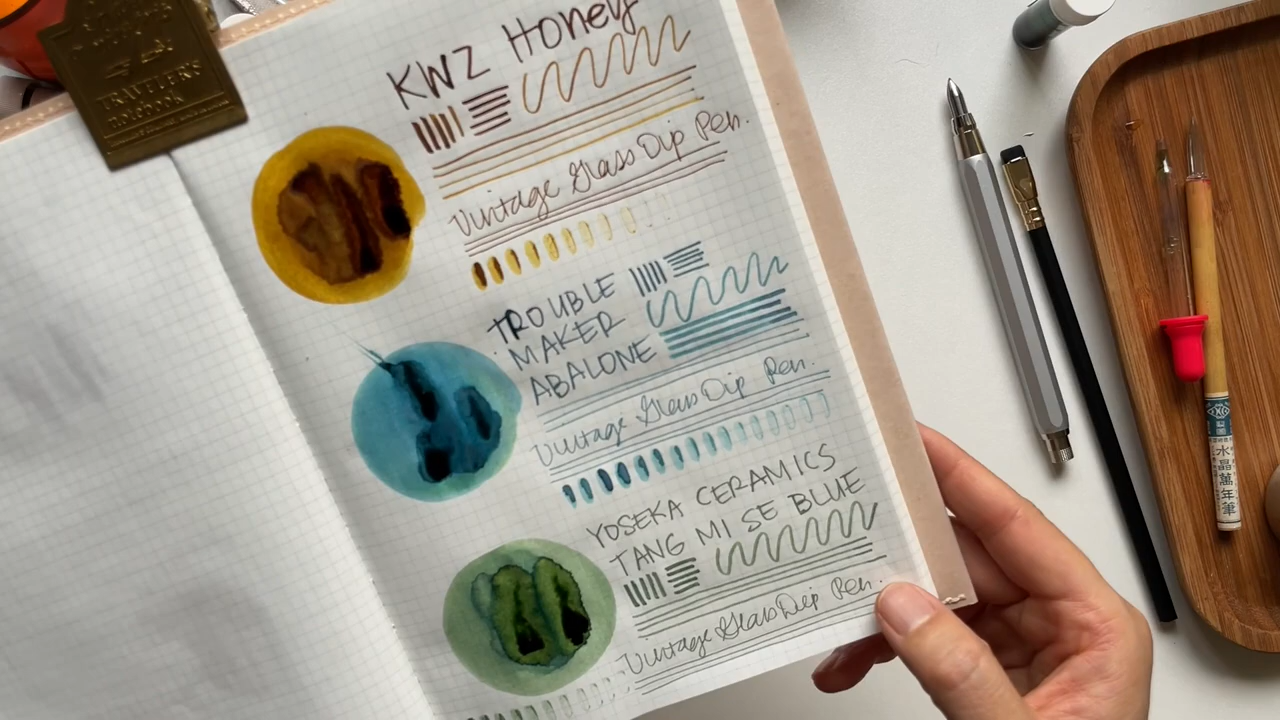 TRAVELER'S
notebook
KWZ Honey
Vintage Glass Dip Pen.
TROUBLE
MAKER
ABALONE
Vintage Glass Dip Pen.
YOSEKA CERAMICS
TANG MI SE BLUE
Vintage Glass Dip Pen.
水晶萬年筆